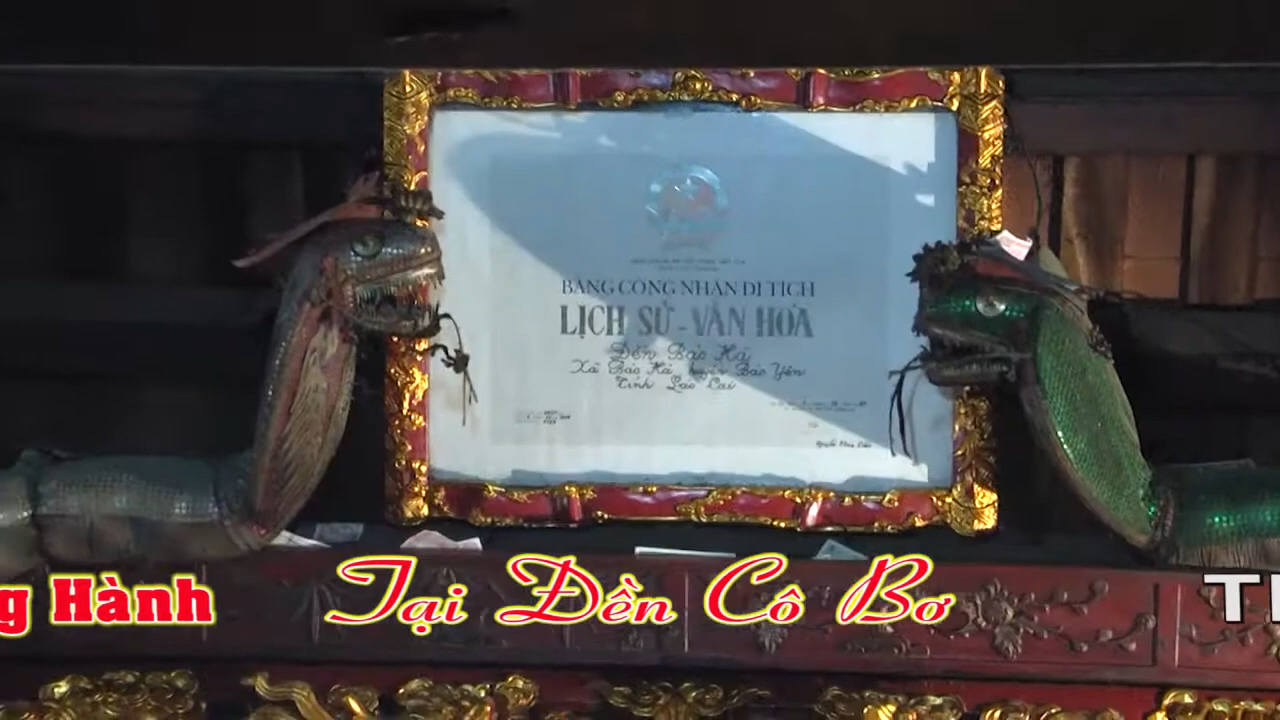 BẰNG CÔNG NHẬN DI TÍCH
LỊCH SỬ - VĂN HÓA
Đền Bảo Hà
Xã Bảo Hà huyện Bảo Yên
Tỉnh Lào Cai
g Hành Tại Đền Cô Bơ